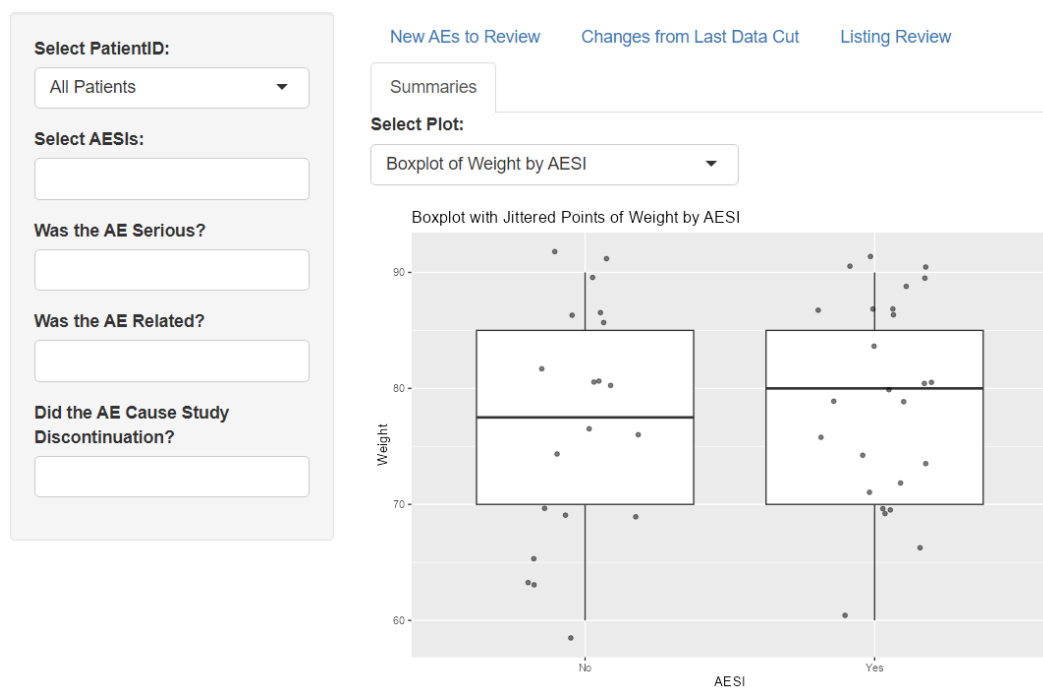 Select PatientID:
All Patients
Select AESIs:
Was the AE Serious?
Was the AE Related?
Did the AE Cause Study
Discontinuation?
New AEs to Review
Changes from Last Data Cut
Listing Review
Summaries
Select Plot:
Boxplot of Weight by AESI
Boxplot with Jittered Points of Weight by AESI
Weight
90
80
70
60
No
Yes
AESI